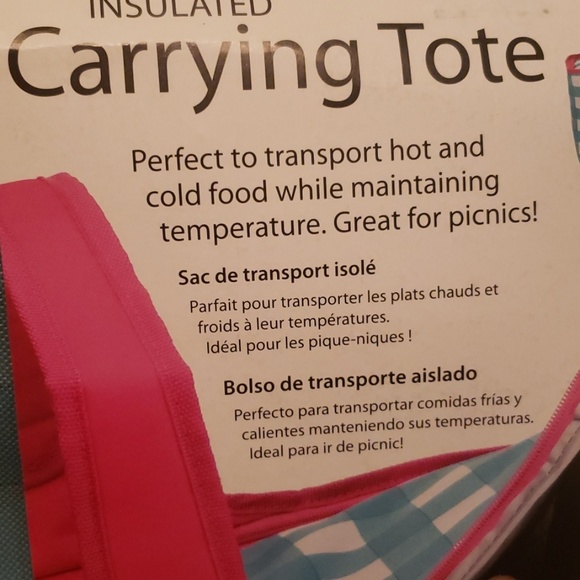 INSULATED
Carrying Tote
Perfect to transport hot and
cold food while maintaining
temperature. Great for picnics!
Sac de transport isolé
Parfait pour transporter les plats chauds et
froids à leur températures.
Idéal pour les pique-niques !
Bolso de transporte aislado
Perfecto para transportar comidas frías y
calientes manteniendo sus temperaturas.
Ideal para ir de picnic!